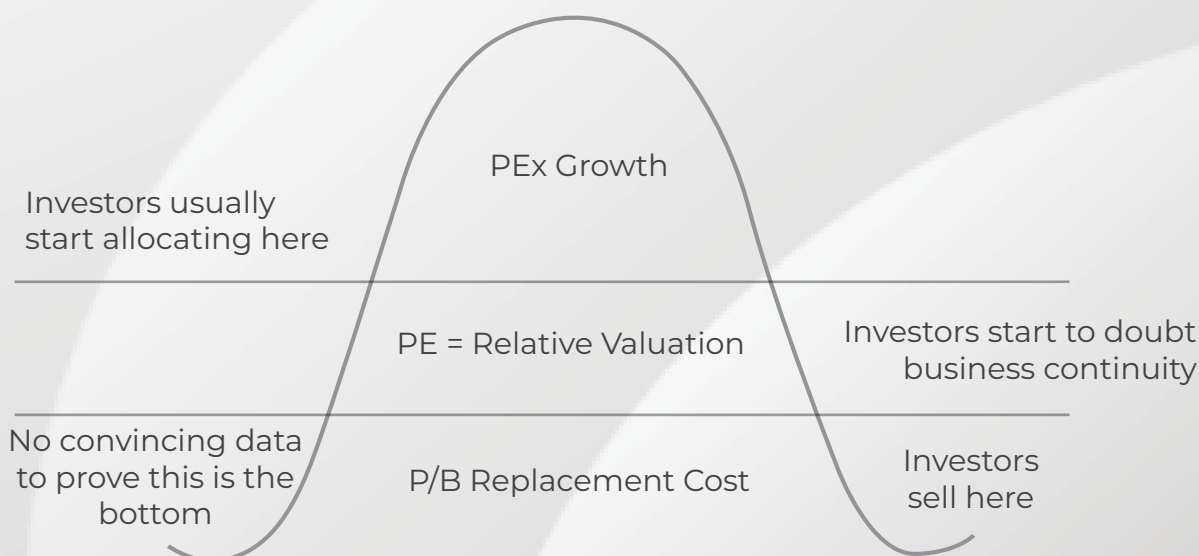 PEx Growth
Investors usually
start allocating here
PE = Relative Valuation
Investors start to doubt
business continuity
No convincing data
to prove this is the
bottom
P/B Replacement Cost
Investors
sell here